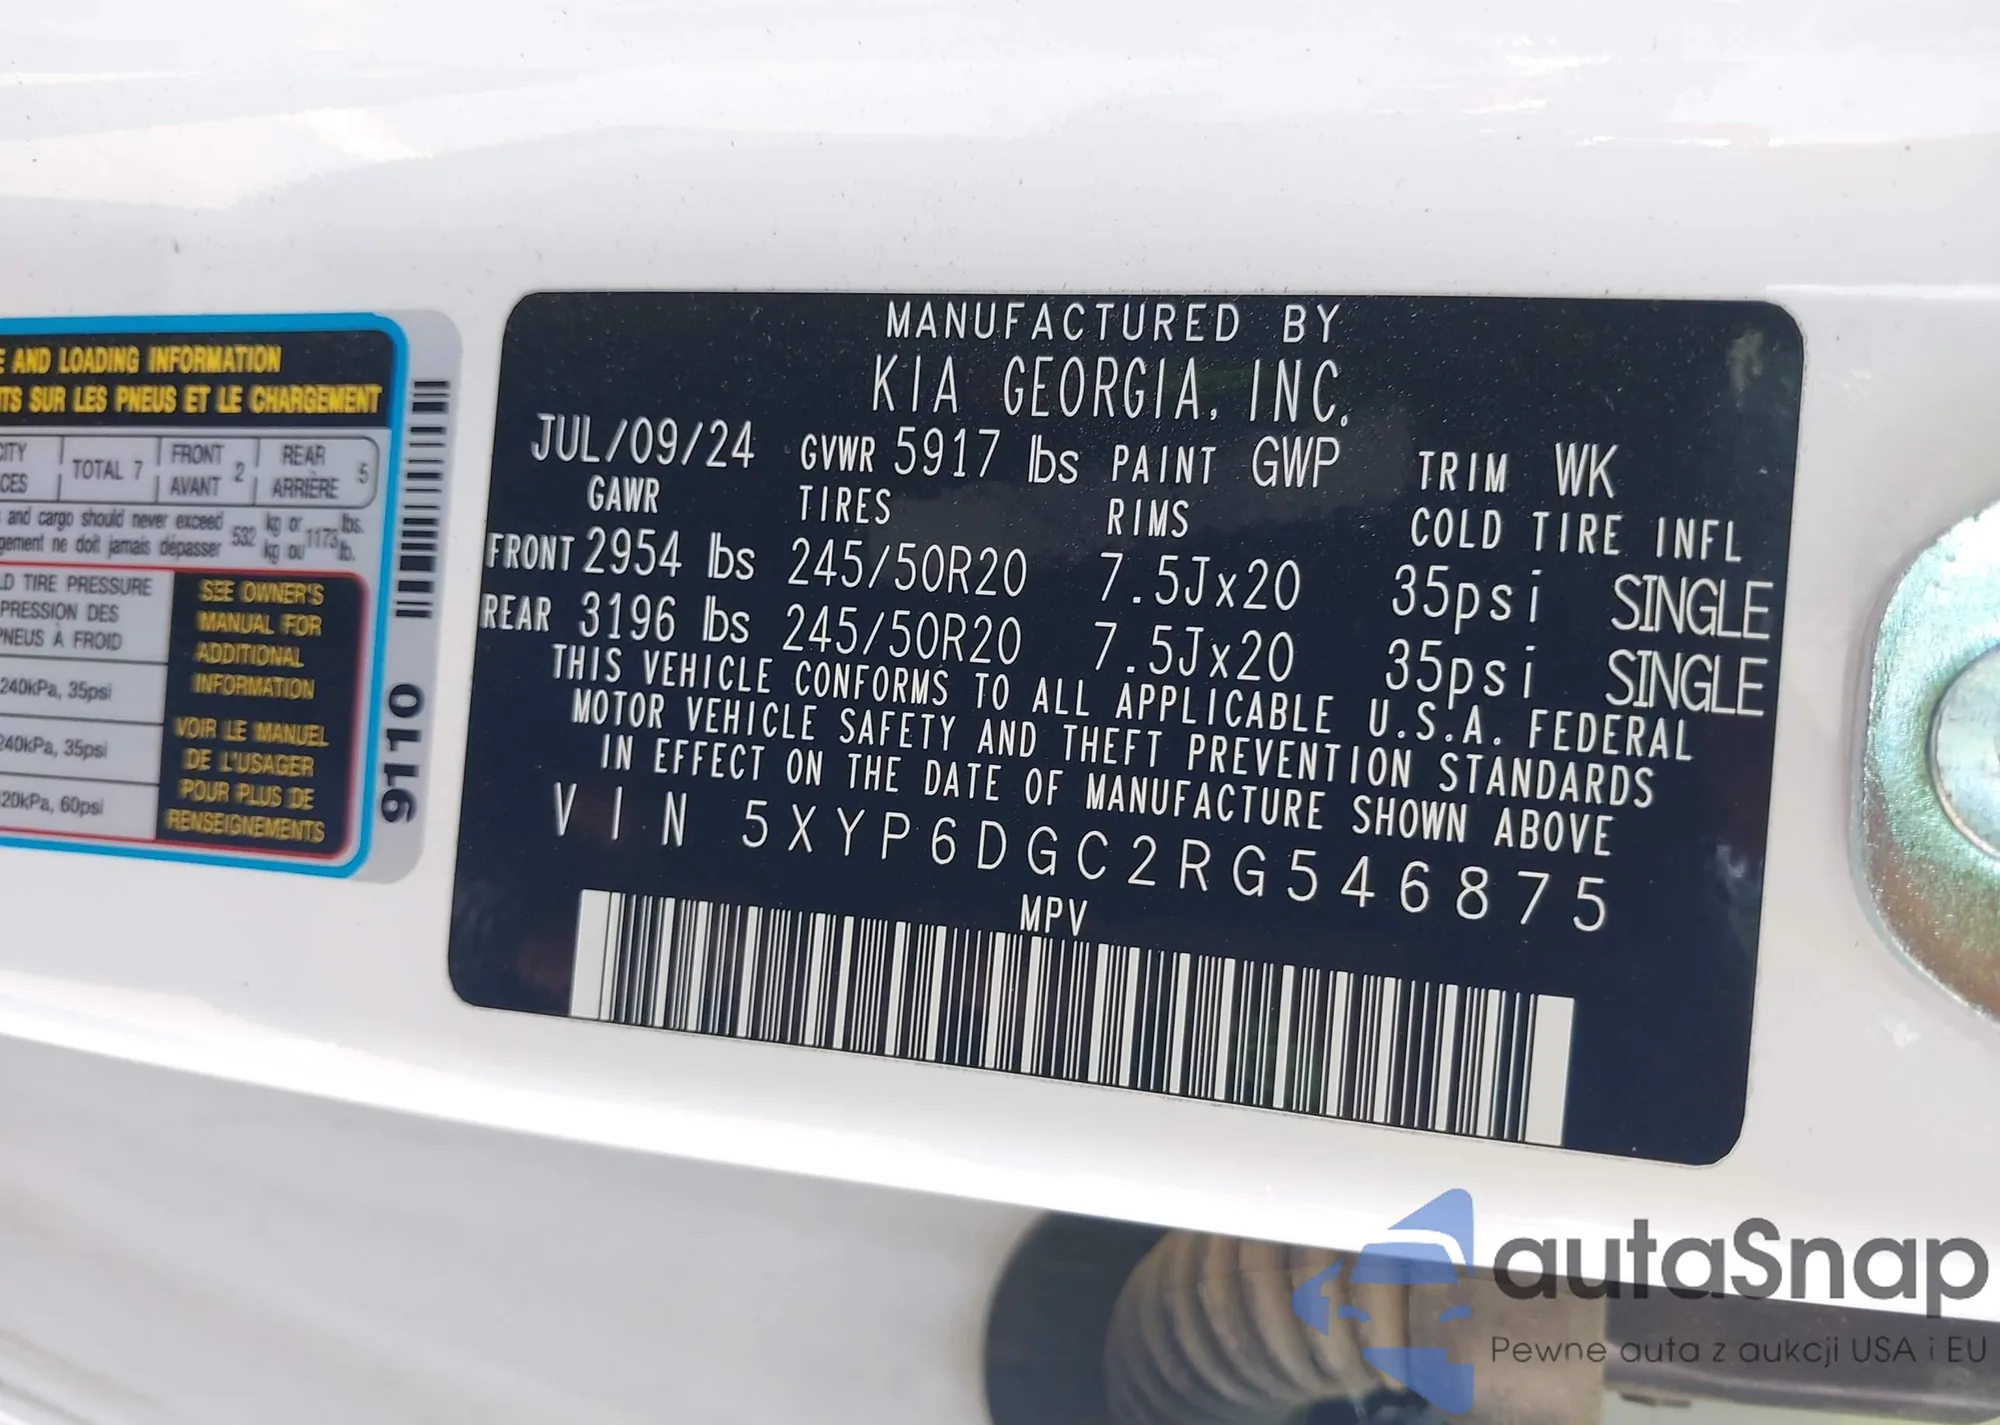 E AND LOADING INFORMATION
TS SUR LES PNEUS ET LE CHARGEMENT
CITY TOTAL 7 FRONT 2 REAR 5
CES AVANT ARRIÈRE
and cargo should never exceed 532 kg or 1173 lbs.
gement ne doit jamais dépasser kg ou lb.
LD TIRE PRESSURE
PRESSION DES
PNEUS À FROID
240kPa, 35psi
240kPa, 35psi
20kPa, 60psi
SEE OWNER'S
MANUAL FOR
ADDITIONAL
INFORMATION
VOIR LE MANUEL
DE L'USAGER
POUR PLUS DE
RENSEIGNEMENTS
9110
MANUFACTURED BY
KIA GEORGIA, INC.
JUL/09/24 GVWR 5917 lbs PAINT GWP TRIM WK
GAWR TIRES RIMS COLD TIRE INFL
FRONT 2954 lbs 245/50R20 7.5Jx20 35psi SINGLE
REAR 3196 lbs 245/50R20 7.5Jx20 35psi SINGLE
THIS VEHICLE CONFORMS TO ALL APPLICABLE U.S.A. FEDERAL
MOTOR VEHICLE SAFETY AND THEFT PREVENTION STANDARDS
IN EFFECT ON THE DATE OF MANUFACTURE SHOWN ABOVE
VIN 5XYP6DGC2RG546875
MPV
autaSnap
Pewne auta z aukcji USA i EU